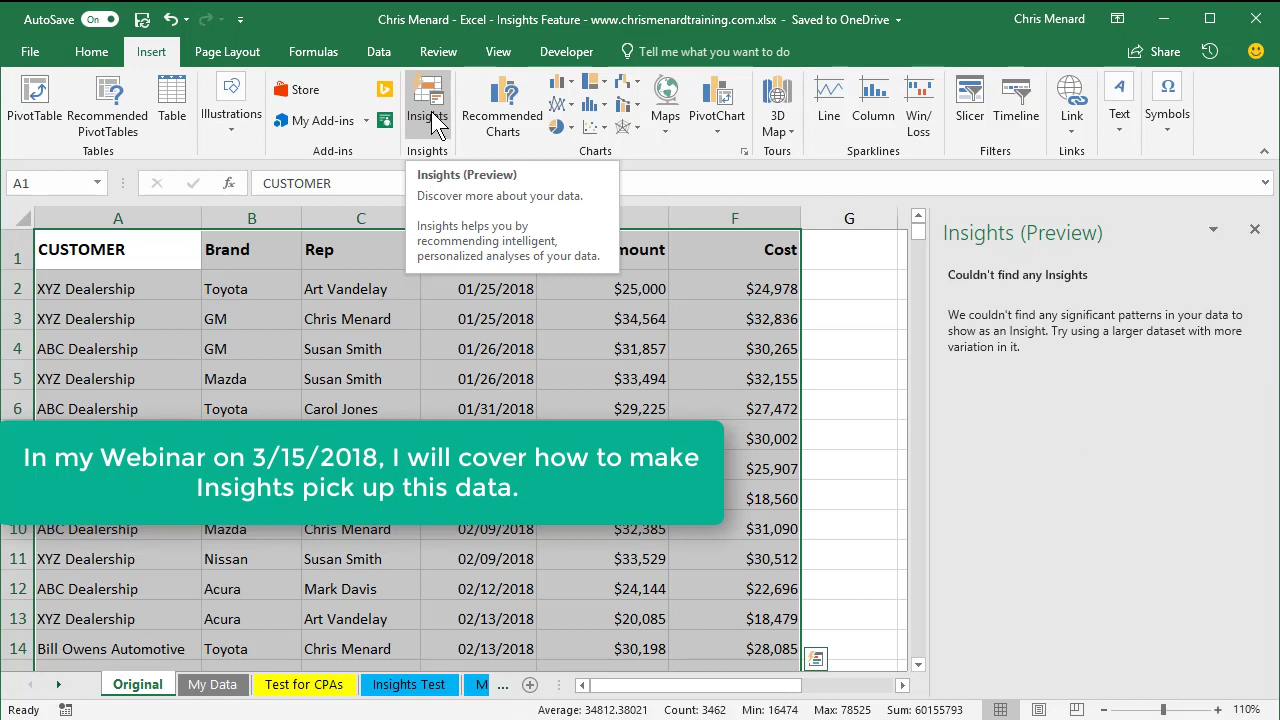 AutoSave On Chris Menard - Excel - Insights Feature - www.chrismenardtraining.com.xlsx - Saved to OneDrive Chris Menard
File Home Insert Page Layout Formulas Data Review View Developer Tell me what you want to do Share
PivotTable Recommended PivotTables Table Illustrations Store My Add-ins Insights Recommended Charts Maps PivotChart 3D Map Line Column Win/Loss Slicer Timeline Link Text Symbols
Tables Add-ins Insights Charts Tours Sparklines Filters Links
A1 fx CUSTOMER
Insights (Preview)
Discover more about your data.
Insights helps you by
recommending intelligent,
personalized analyses of your data.
A B C F G
1 CUSTOMER Brand Rep mount Cost
2 XYZ Dealership Toyota Art Vandelay 01/25/2018 $25,000 $24,978
3 XYZ Dealership GM Chris Menard 01/25/2018 $34,564 $32,836
4 ABC Dealership GM Susan Smith 01/26/2018 $31,857 $30,265
5 XYZ Dealership Mazda Susan Smith 01/26/2018 $33,494 $32,155
6 ABC Dealership Toyota Carol Jones 01/31/2018 $29,225 $27,472
$30,002
$25,907
$18,560
In my Webinar on 3/15/2018, I will cover how to make
Insights pick up this data.
10 ABC Dealership Mazda Chris Menard 02/09/2018 $32,385 $31,090
11 XYZ Dealership Nissan Susan Smith 02/09/2018 $33,529 $30,512
12 ABC Dealership Acura Mark Davis 02/12/2018 $24,144 $22,696
13 XYZ Dealership Acura Art Vandelay 02/13/2018 $20,085 $18,479
14 Bill Owens Automotive Toyota Chris Menard 02/13/2018 $30,198 $28,085
Insights (Preview)
Couldn't find any Insights
We couldn't find any significant patterns in your data to
show as an Insight. Try using a larger dataset with more
variation in it.
Original My Data Test for CPAs Insights Test M ...
Ready Average: 34812.38021 Count: 3462 Min: 16474 Max: 78525 Sum: 60155793 110%